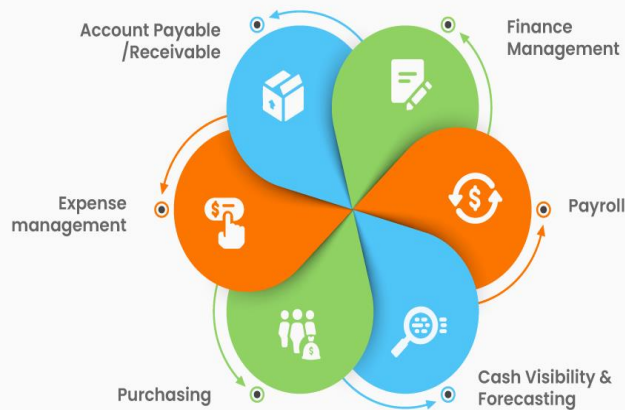 Account Payable
/Receivable
Finance
Management
Expense
management
$
$
Payroll
$
Purchasing
Cash Visibility &
Forecasting